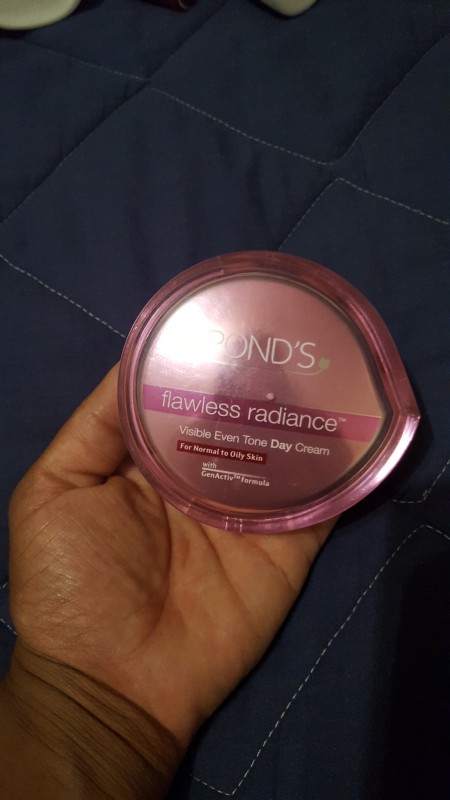 POND'S
flawless radiance™
Visible Even Tone Day Cream
For Normal to Oily Skin
with
GenActiv™ formula